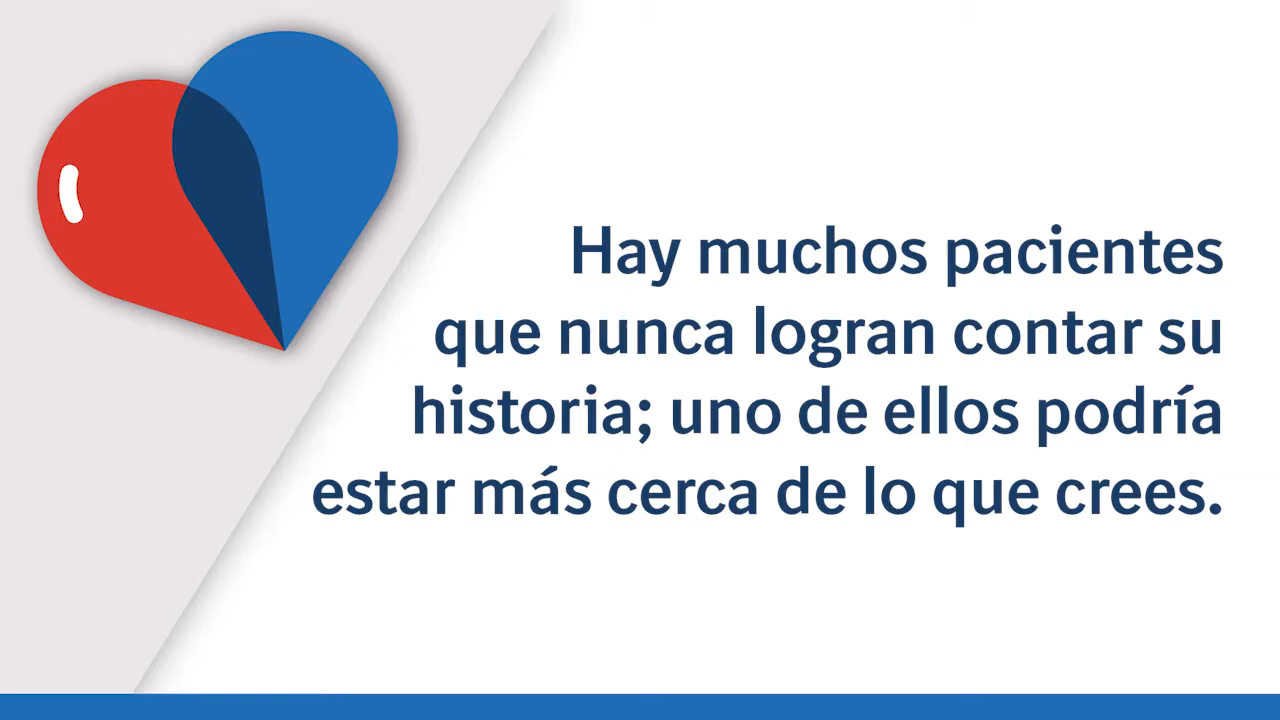 Hay muchos pacientes
que nunca logran contar su
historia; uno de ellos podría
estar más cerca de lo que crees.